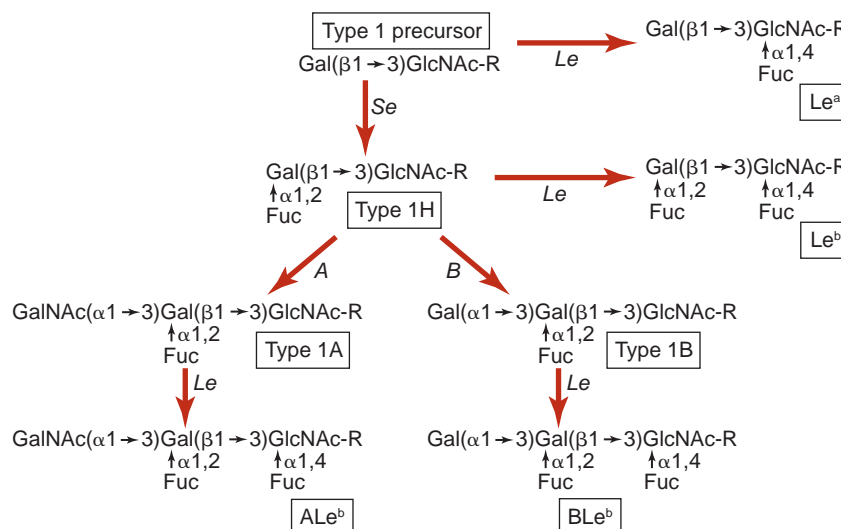 Type 1 precursor
Gal(β1→3)GlcNAc-R
Le
Gal(β1→3)GlcNAc-R
α1,4
Fuc
Leᵃ
Se
Gal(β1→3)GlcNAc-R
α1,2
Fuc
Type 1H
Le
Gal(β1→3)GlcNAc-R
α1,2 α1,4
Fuc Fuc
Leᵇ
A B
GalNAc(α1→3)Gal(β1→3)GlcNAc-R
α1,2
Fuc
Type 1A
Gal(α1→3)Gal(β1→3)GlcNAc-R
α1,2
Fuc
Type 1B
Le Le
GalNAc(α1→3)Gal(β1→3)GlcNAc-R
α1,2 α1,4
Fuc Fuc
ALeᵇ
Gal(α1→3)Gal(β1→3)GlcNAc-R
α1,2 α1,4
Fuc Fuc
BLeᵇ